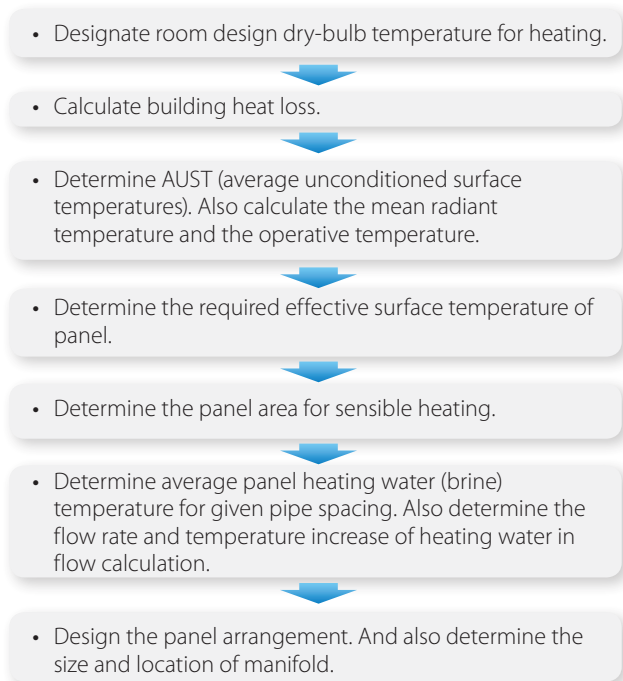 • Designate room design dry-bulb temperature for heating.
• Calculate building heat loss.
• Determine AUST (average unconditioned surface
temperatures). Also calculate the mean radiant
temperature and the operative temperature.
• Determine the required effective surface temperature of
panel.
• Determine the panel area for sensible heating.
• Determine average panel heating water (brine)
temperature for given pipe spacing. Also determine the
flow rate and temperature increase of heating water in
flow calculation.
• Design the panel arrangement. And also determine the
size and location of manifold.